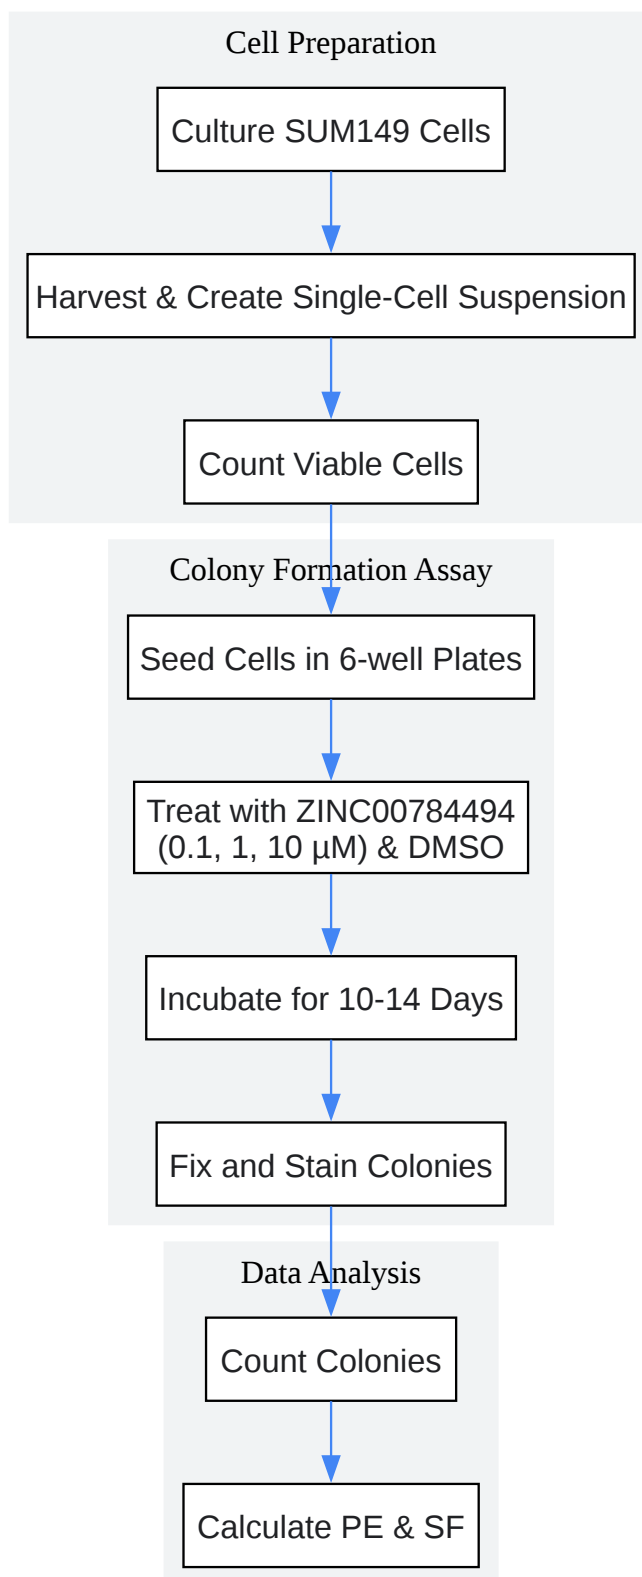 Cell Preparation
Culture SUM149 Cells
Harvest & Create Single-Cell Suspension
Count Viable Cells
Colony Formation Assay
Seed Cells in 6-well Plates
Treat with ZINC00784494
(0.1, 1, 10 µM) & DMSO
Incubate for 10-14 Days
Fix and Stain Colonies
Data Analysis
Count Colonies
Calculate PE & SF